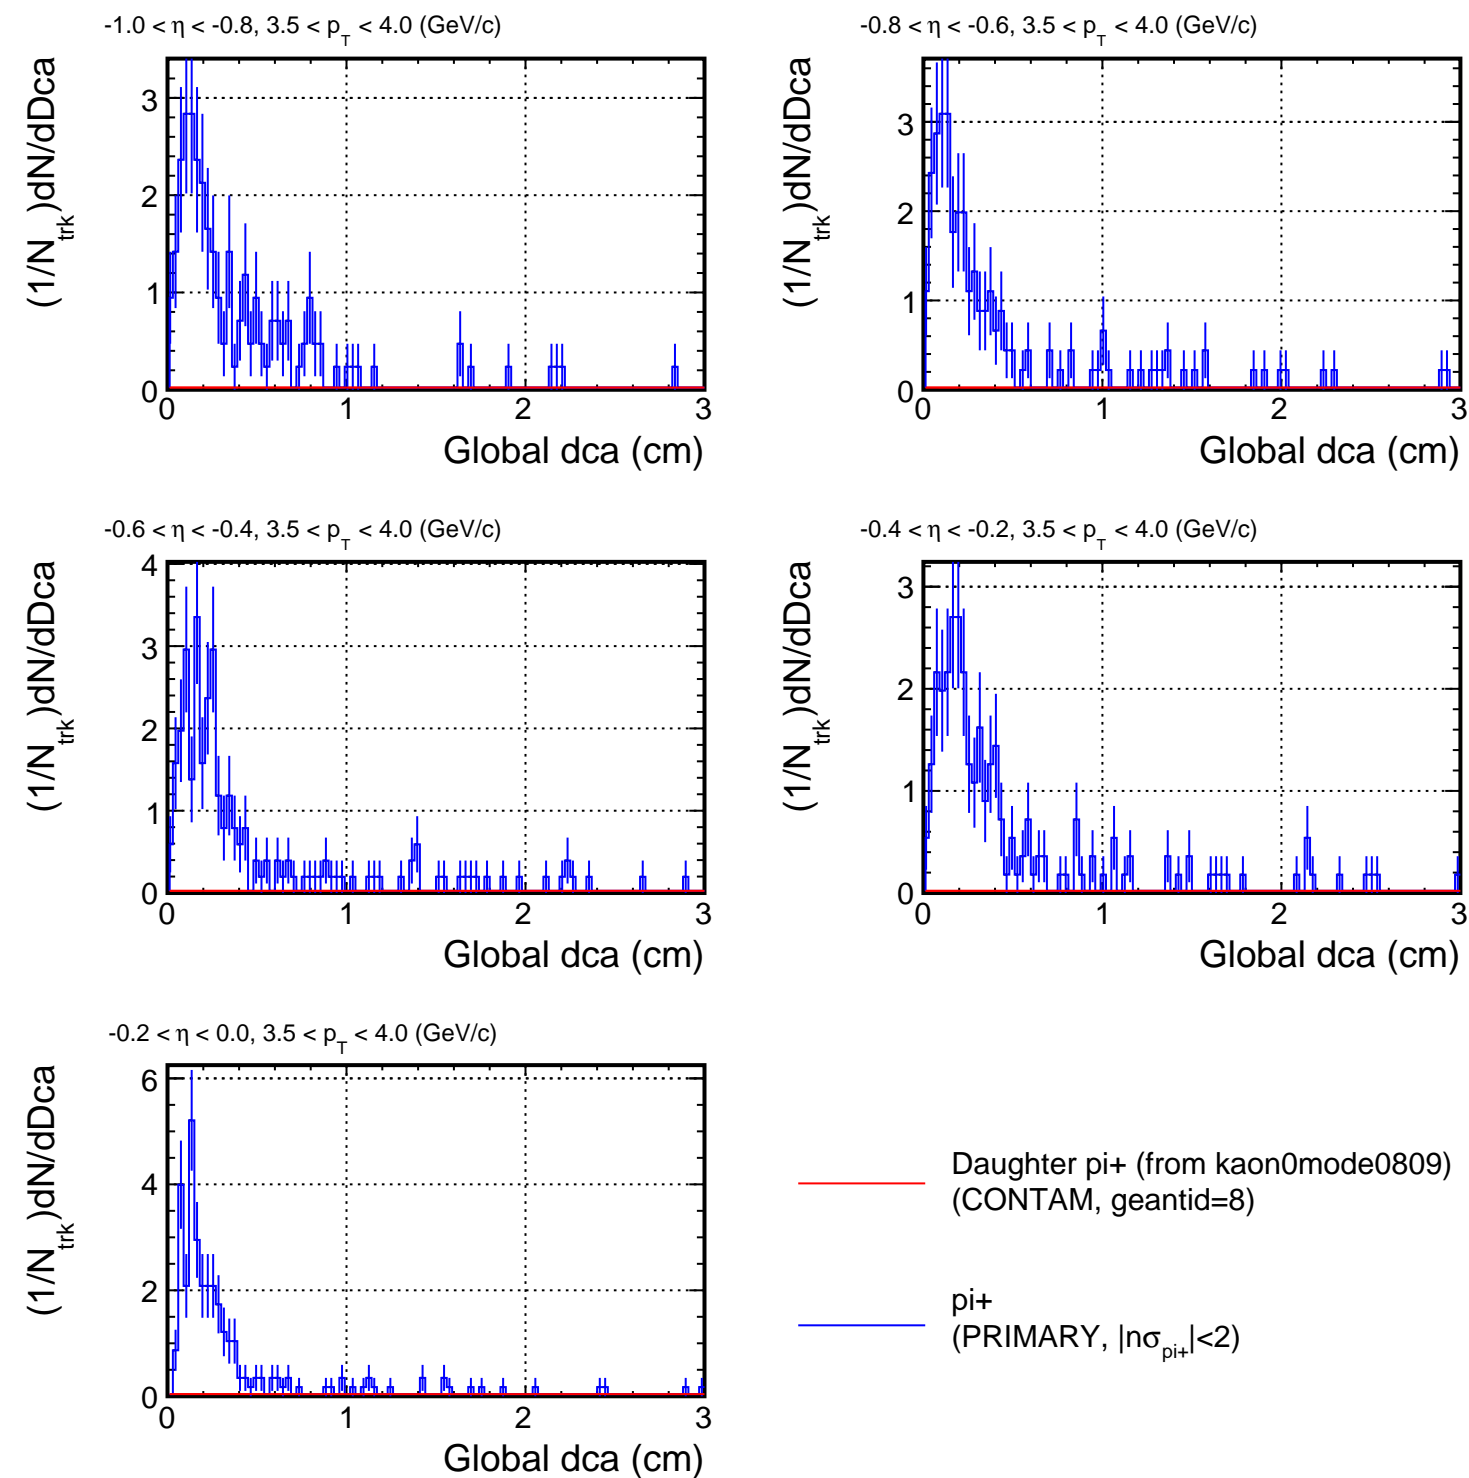 -1.0 < η < -0.8, 3.5 < p_T < 4.0 (GeV/c)
(1/N_trk)dN/dDca
3
2
1
0
0 1 2 3
Global dca (cm)
-0.8 < η < -0.6, 3.5 < p_T < 4.0 (GeV/c)
(1/N_trk)dN/dDca
3
2
1
0
0 1 2 3
Global dca (cm)
-0.6 < η < -0.4, 3.5 < p_T < 4.0 (GeV/c)
(1/N_trk)dN/dDca
4
3
2
1
0
0 1 2 3
Global dca (cm)
-0.4 < η < -0.2, 3.5 < p_T < 4.0 (GeV/c)
(1/N_trk)dN/dDca
3
2
1
0
0 1 2 3
Global dca (cm)
-0.2 < η < 0.0, 3.5 < p_T < 4.0 (GeV/c)
(1/N_trk)dN/dDca
6
4
2
0
0 1 2 3
Global dca (cm)
Daughter pi+ (from kaon0mode0809)
(CONTAM, geantid=8)
pi+
(PRIMARY, |nσ_pi+|<2)